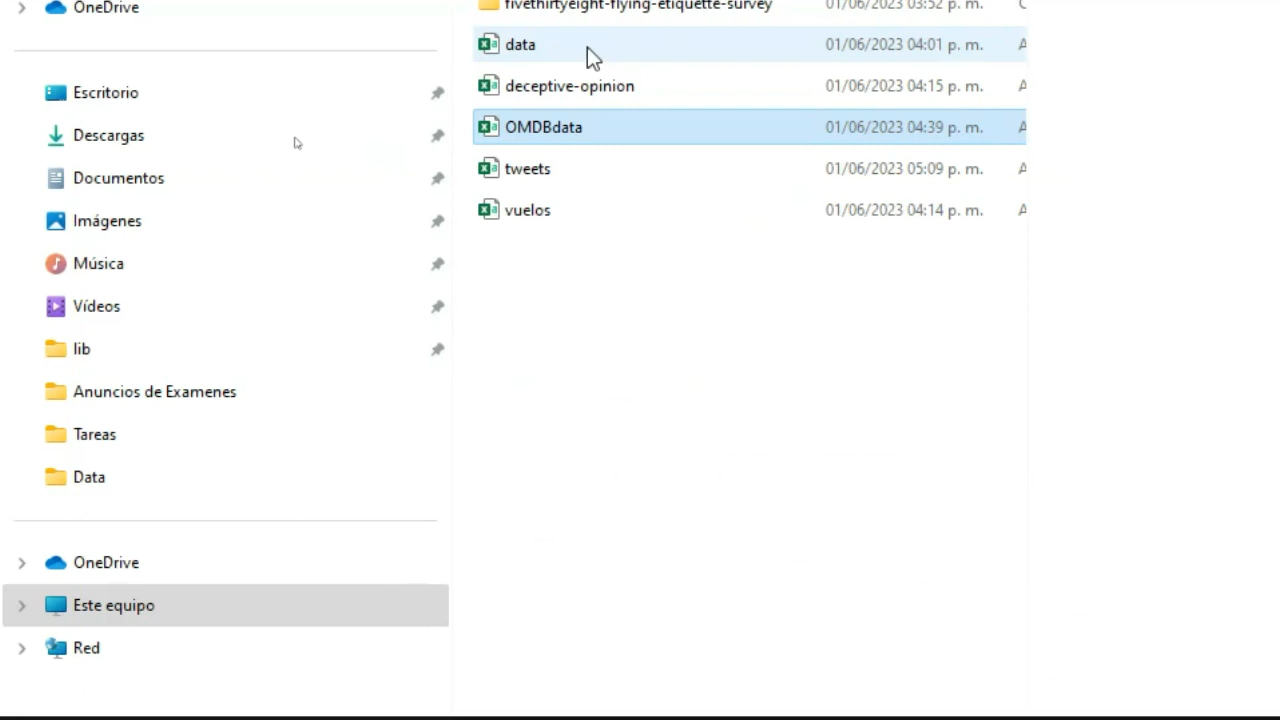 OneDrive
Escritorio
Descargas
Documentos
Imágenes
Música
Vídeos
lib
Anuncios de Examenes
Tareas
Data
OneDrive
Este equipo
Red
fivethirtyeight-flying-etiquette-survey 01/06/2023 03:52 p. m.
data 01/06/2023 04:01 p. m. A
deceptive-opinion 01/06/2023 04:15 p. m. A
OMDBdata 01/06/2023 04:39 p. m. A
tweets 01/06/2023 05:09 p. m. A
vuelos 01/06/2023 04:14 p. m. A